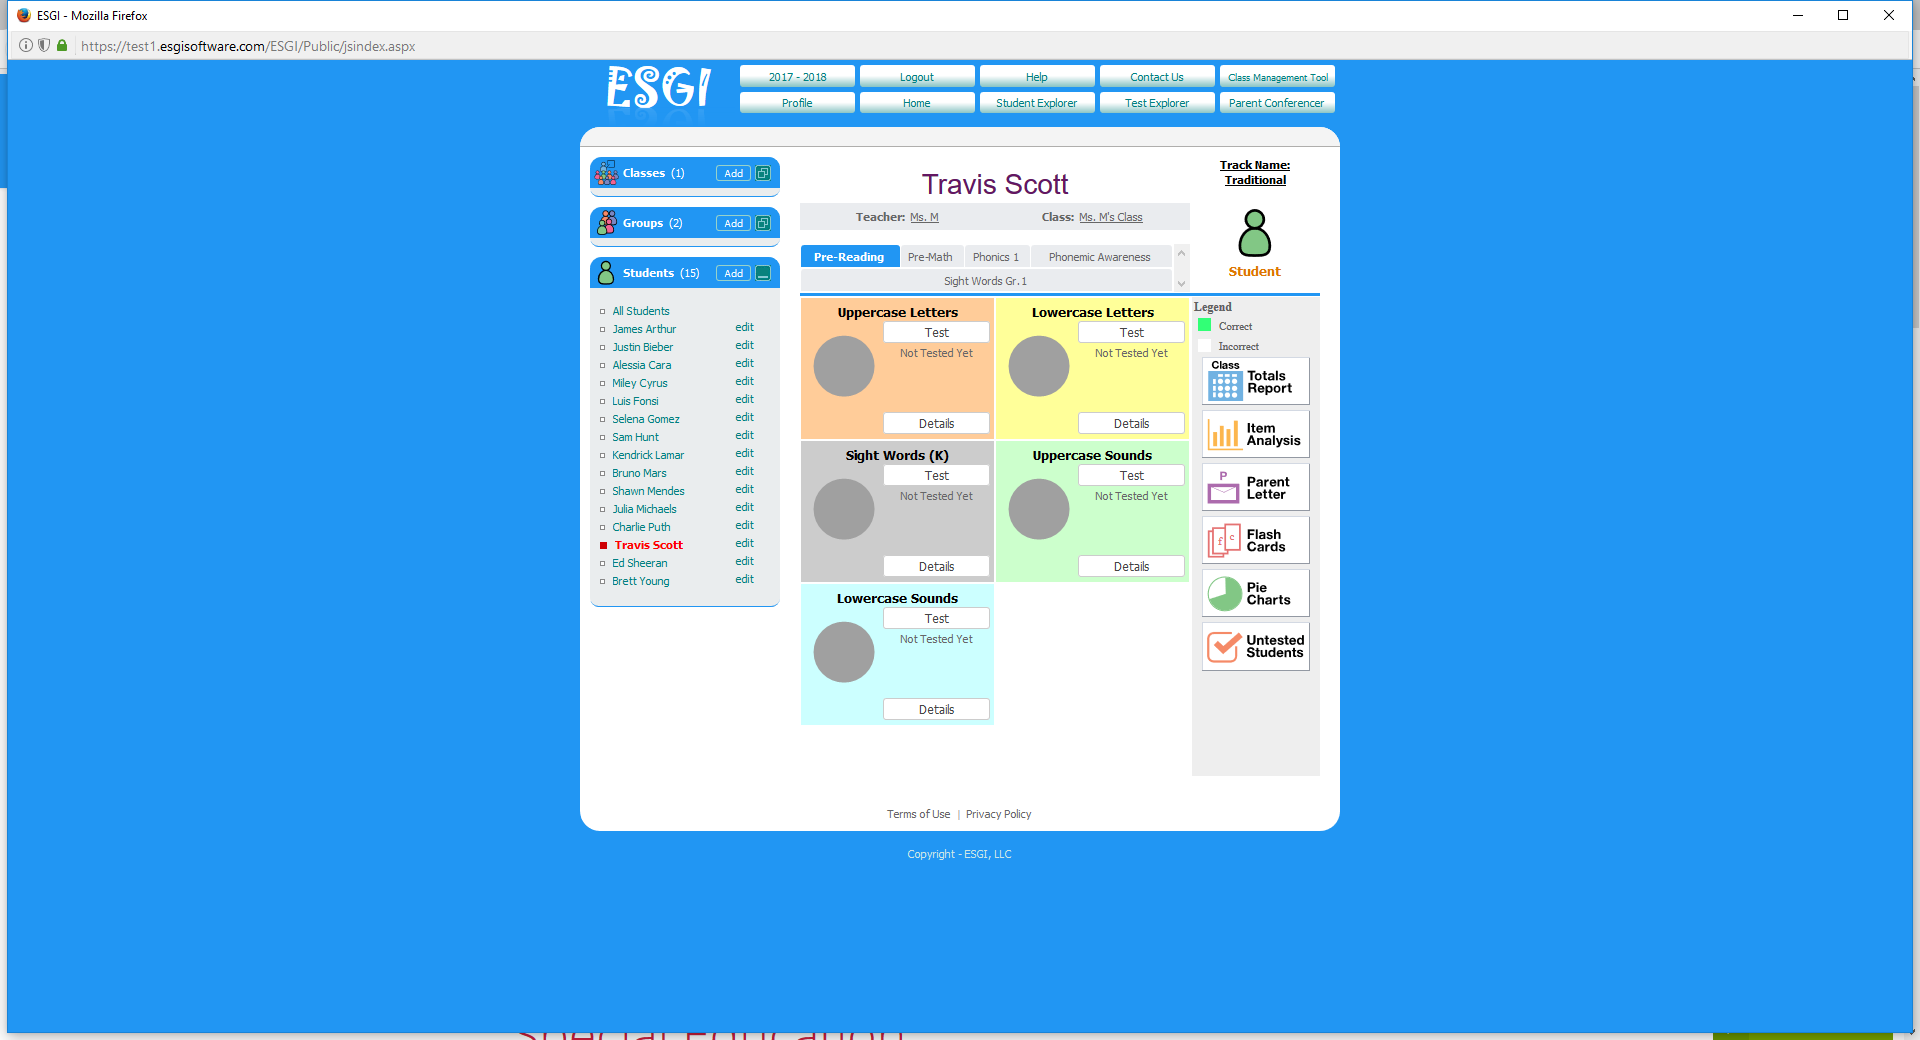 ESGI - Mozilla Firefox
https://test1.esgisoftware.com/ESGI/Public/jsindex.aspx
ESGI
2017 - 2018
Logout
Help
Contact Us
Class Management Tool
Profile
Home
Student Explorer
Test Explorer
Parent Conferencer
Classes (1)
Add
Groups (2)
Add
Students (15)
Add
All Students
James Arthur edit
Justin Bieber edit
Alessia Cara edit
Miley Cyrus edit
Luis Fonsi edit
Selena Gomez edit
Sam Hunt edit
Kendrick Lamar edit
Bruno Mars edit
Shawn Mendes edit
Julia Michaels edit
Charlie Puth edit
Travis Scott edit
Ed Sheeran edit
Brett Young edit
Travis Scott
Teacher: Ms. M
Class: Ms. M's Class
Track Name:
Traditional
Student
Pre-Reading
Pre-Math
Phonics 1
Phonemic Awareness
Sight Words Gr.1
Uppercase Letters
Test
Not Tested Yet
Details
Lowercase Letters
Test
Not Tested Yet
Details
Sight Words (K)
Test
Not Tested Yet
Details
Uppercase Sounds
Test
Not Tested Yet
Details
Lowercase Sounds
Test
Not Tested Yet
Details
Legend
Correct
Incorrect
Class
Totals
Report
Item
Analysis
P
Parent
Letter
f c
Flash
Cards
Pie
Charts
Untested
Students
Terms of Use | Privacy Policy
Copyright - ESGI, LLC
Special Education